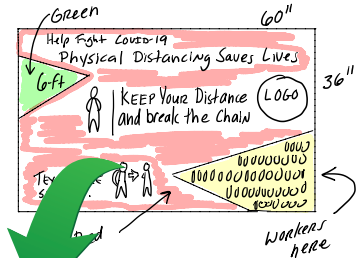 Green
60"
Help Fight COVID-19
Physical Distancing Saves Lives
6-ft
36"
KEEP Your Distance
and break the Chain
LOGO
Workers
here